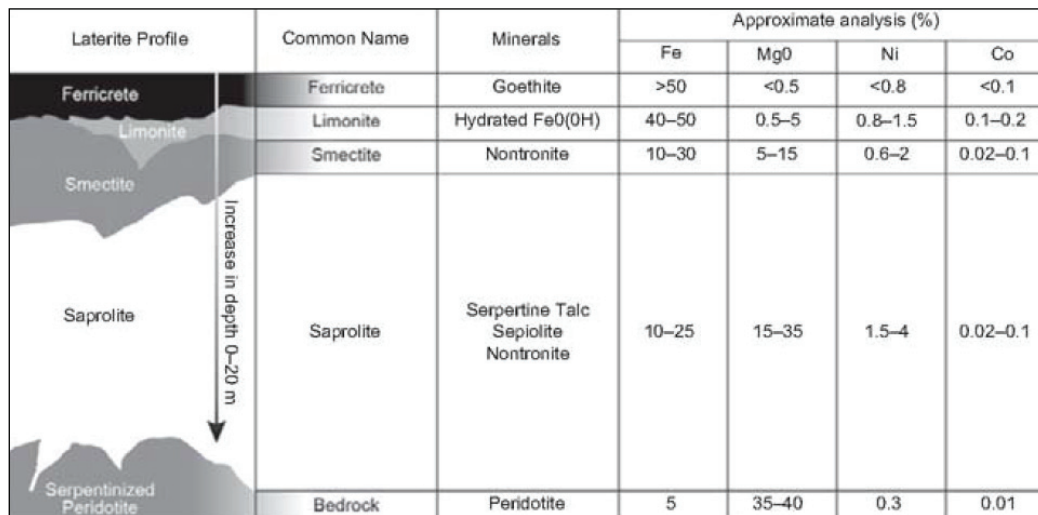 Laterite Profile
Common Name
Minerals
Approximate analysis (%)
Fe
Mg0
Ni
Co
Ferricrete
Ferricrete
Goethite
>50
<0.5
<0.8
<0.1
Limonite
Limonite
Hydrated Fe0(0H)
40–50
0.5–5
0.8–1.5
0.1–0.2
Smectite
Smectite
Nontronite
10–30
5–15
0.6–2
0.02–0.1
Increase in depth 0–20 m
Saprolite
Saprolite
Serpertine Talc
Sepiolite
Nontronite
10–25
15–35
1.5–4
0.02–0.1
Serpentinized
Peridotite
Bedrock
Peridotite
5
35–40
0.3
0.01